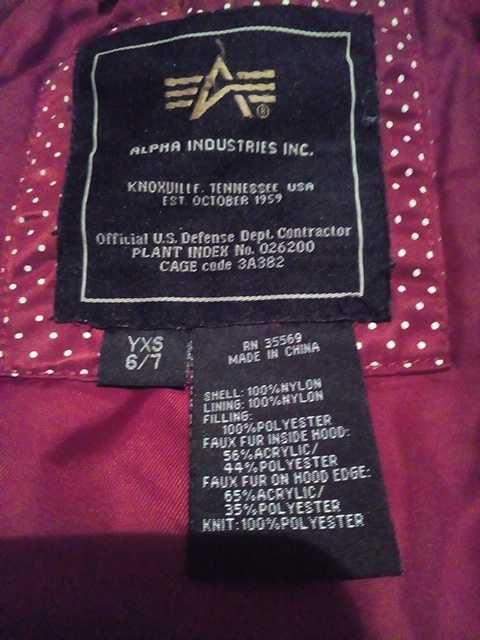 ALPHA INDUSTRIES INC.
KNOXVILLE, TENNESSEE USA
EST. OCTOBER 1959
Official U.S. Defense Dept. Contractor
PLANT INDEX No. 026200
CAGE code 3A382
YXS
6/7
RN 35569
MADE IN CHINA
SHELL: 100%NYLON
LINING: 100%NYLON
FILLING:
100%POLYESTER
FAUX FUR INSIDE HOOD:
56%ACRYLIC/
44%POLYESTER
FAUX FUR ON HOOD EDGE:
65%ACRYLIC/
35%POLYESTER
KNIT:100%POLYESTER